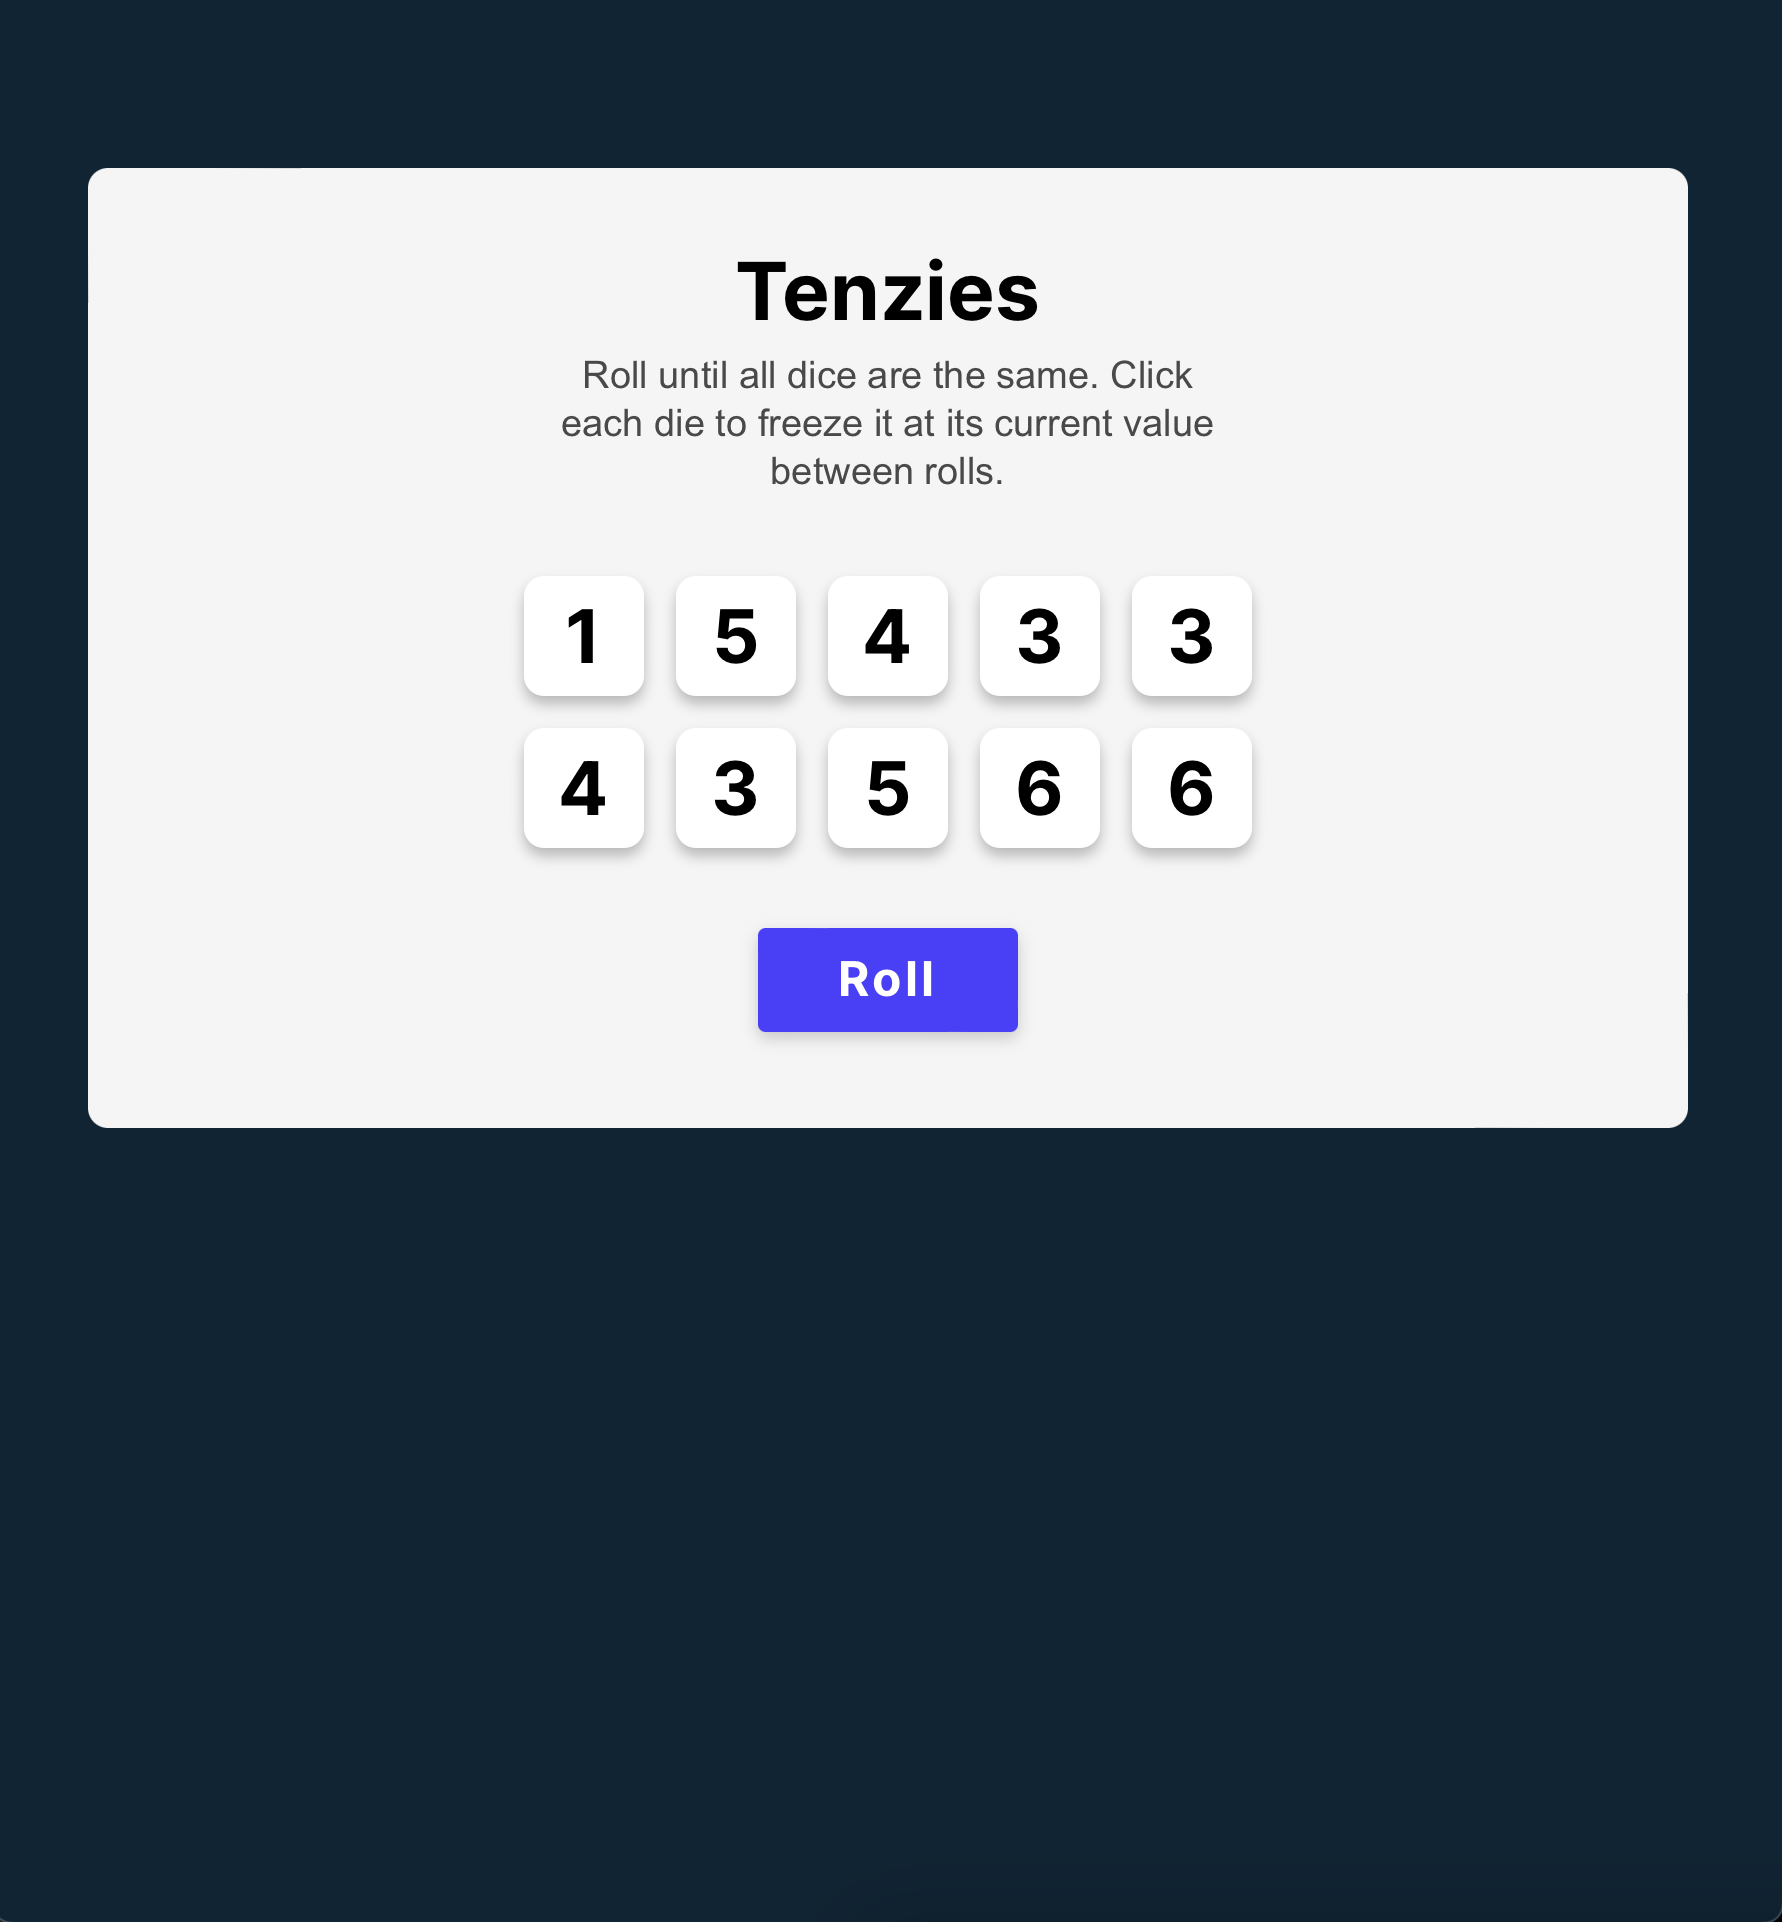 Tenzies
Roll until all dice are the same. Click
each die to freeze it at its current value
between rolls.
1 5 4 3 3
4 3 5 6 6
Roll